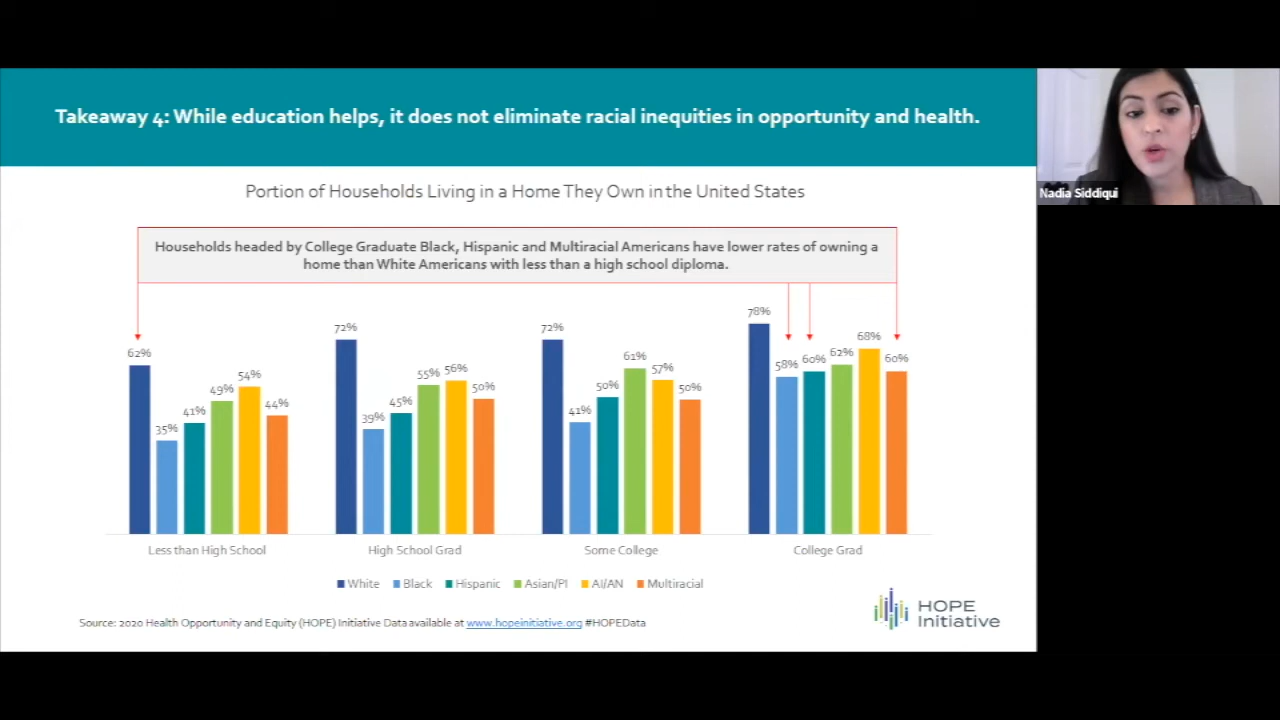 Takeaway 4: While education helps, it does not eliminate racial inequities in opportunity and health.
Nadia Siddiqui
Portion of Households Living in a Home They Own in the United States
Households headed by College Graduate Black, Hispanic and Multiracial Americans have lower rates of owning a
home than White Americans with less than a high school diploma.
62% 35% 41% 49% 54% 44%
72% 39% 45% 55% 56% 50%
72% 41% 50% 61% 57% 50%
78% 58% 60% 62% 68% 60%
Less than High School High School Grad Some College College Grad
White Black Hispanic Asian/PI AI/AN Multiracial
HOPE
Initiative
Source: 2020 Health Opportunity and Equity (HOPE) Initiative Data available at www.hopeinitiative.org #HOPEData